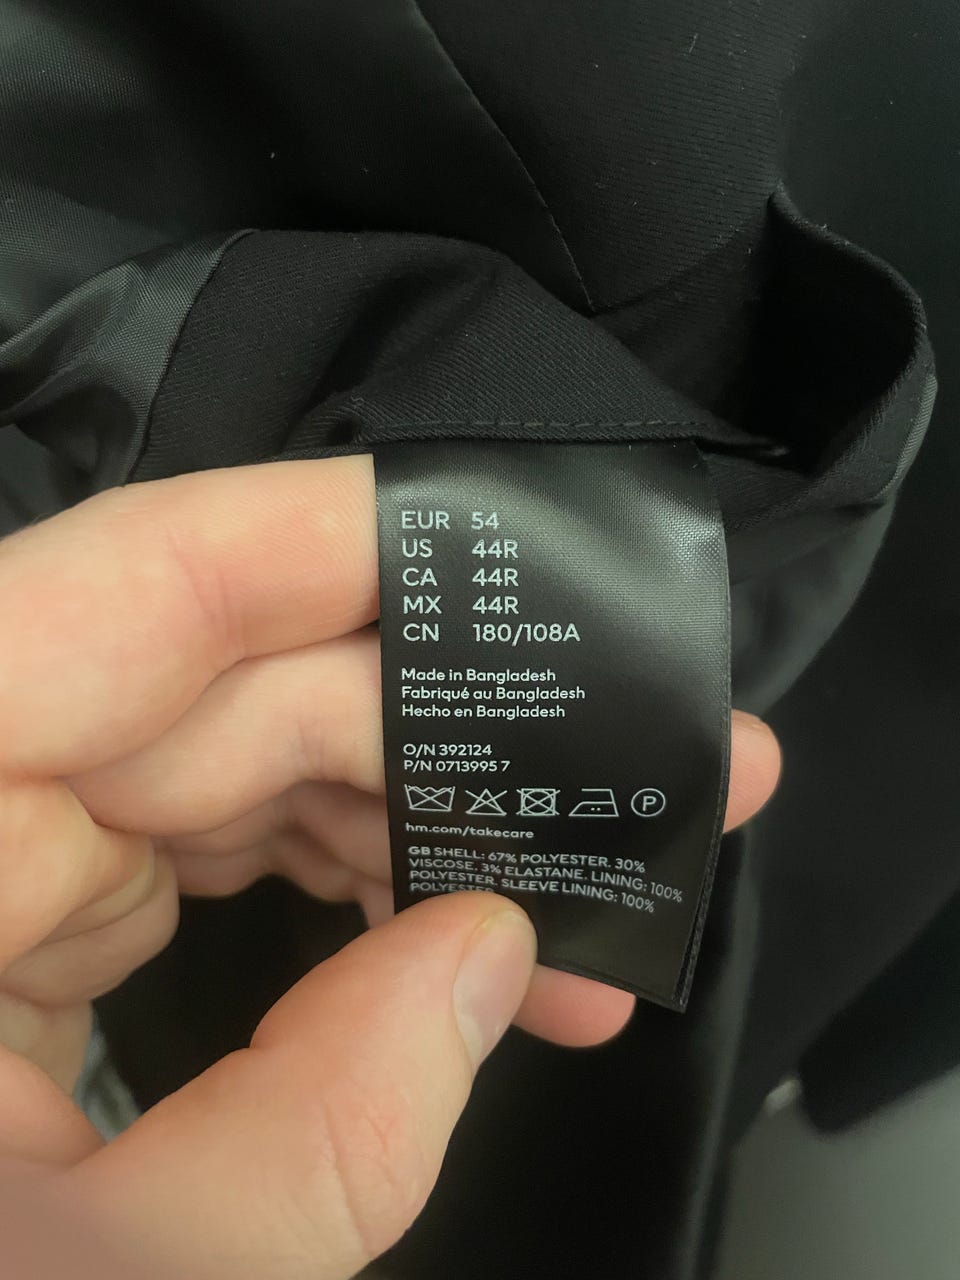 EUR 54
US 44R
CA 44R
MX 44R
CN 180/108A
Made in Bangladesh
Fabriqué au Bangladesh
Hecho en Bangladesh
O/N 392124
P/N 0713995 7
P
hm.com/takecare
GB SHELL: 67% POLYESTER. 30%
VISCOSE. 3% ELASTANE. LINING: 100%
POLYESTER. SLEEVE LINING: 100%
POLYESTER